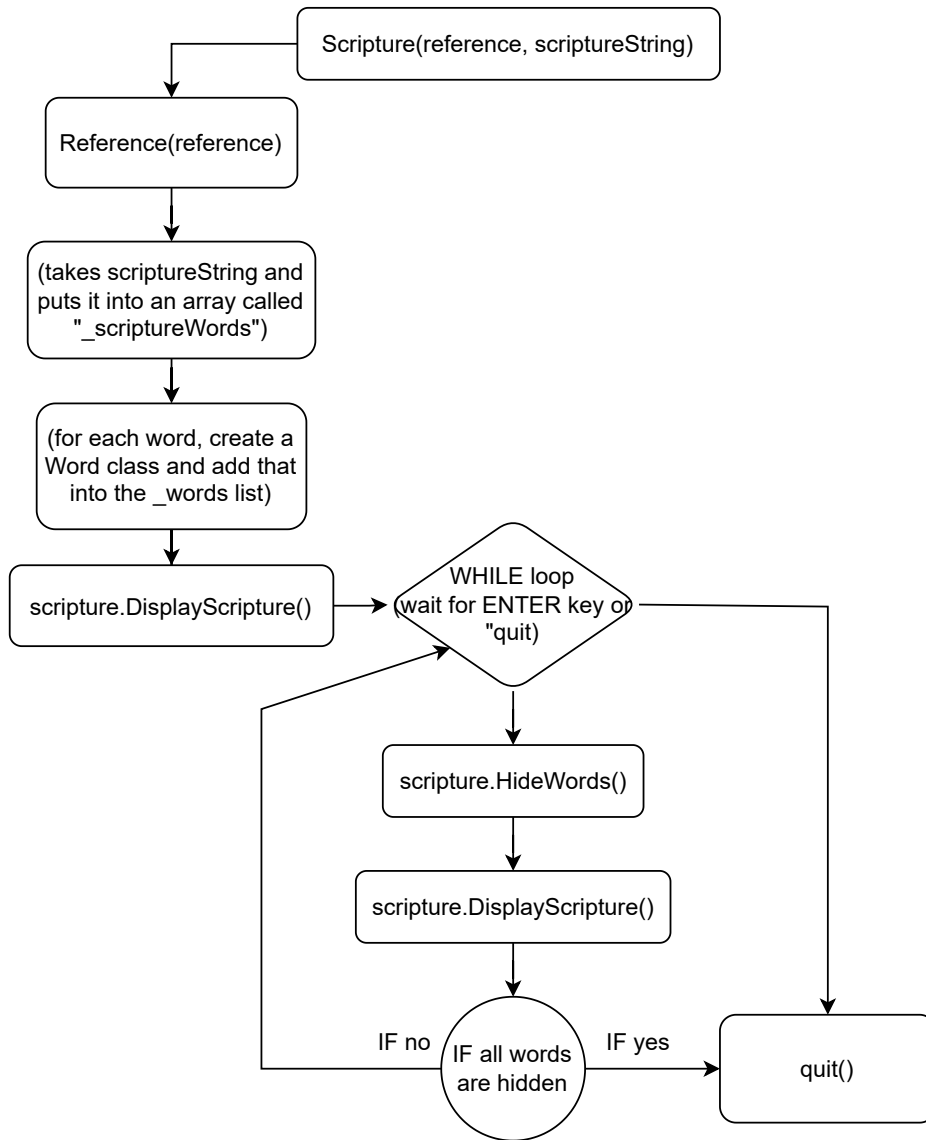 Scripture(reference, scriptureString)
Reference(reference)
(takes scriptureString and
puts it into an array called
"_scriptureWords")
(for each word, create a
Word class and add that
into the _words list)
scripture.DisplayScripture()
WHILE loop
(wait for ENTER key or
"quit)
scripture.HideWords()
scripture.DisplayScripture()
IF no
IF all words
are hidden
IF yes
quit()